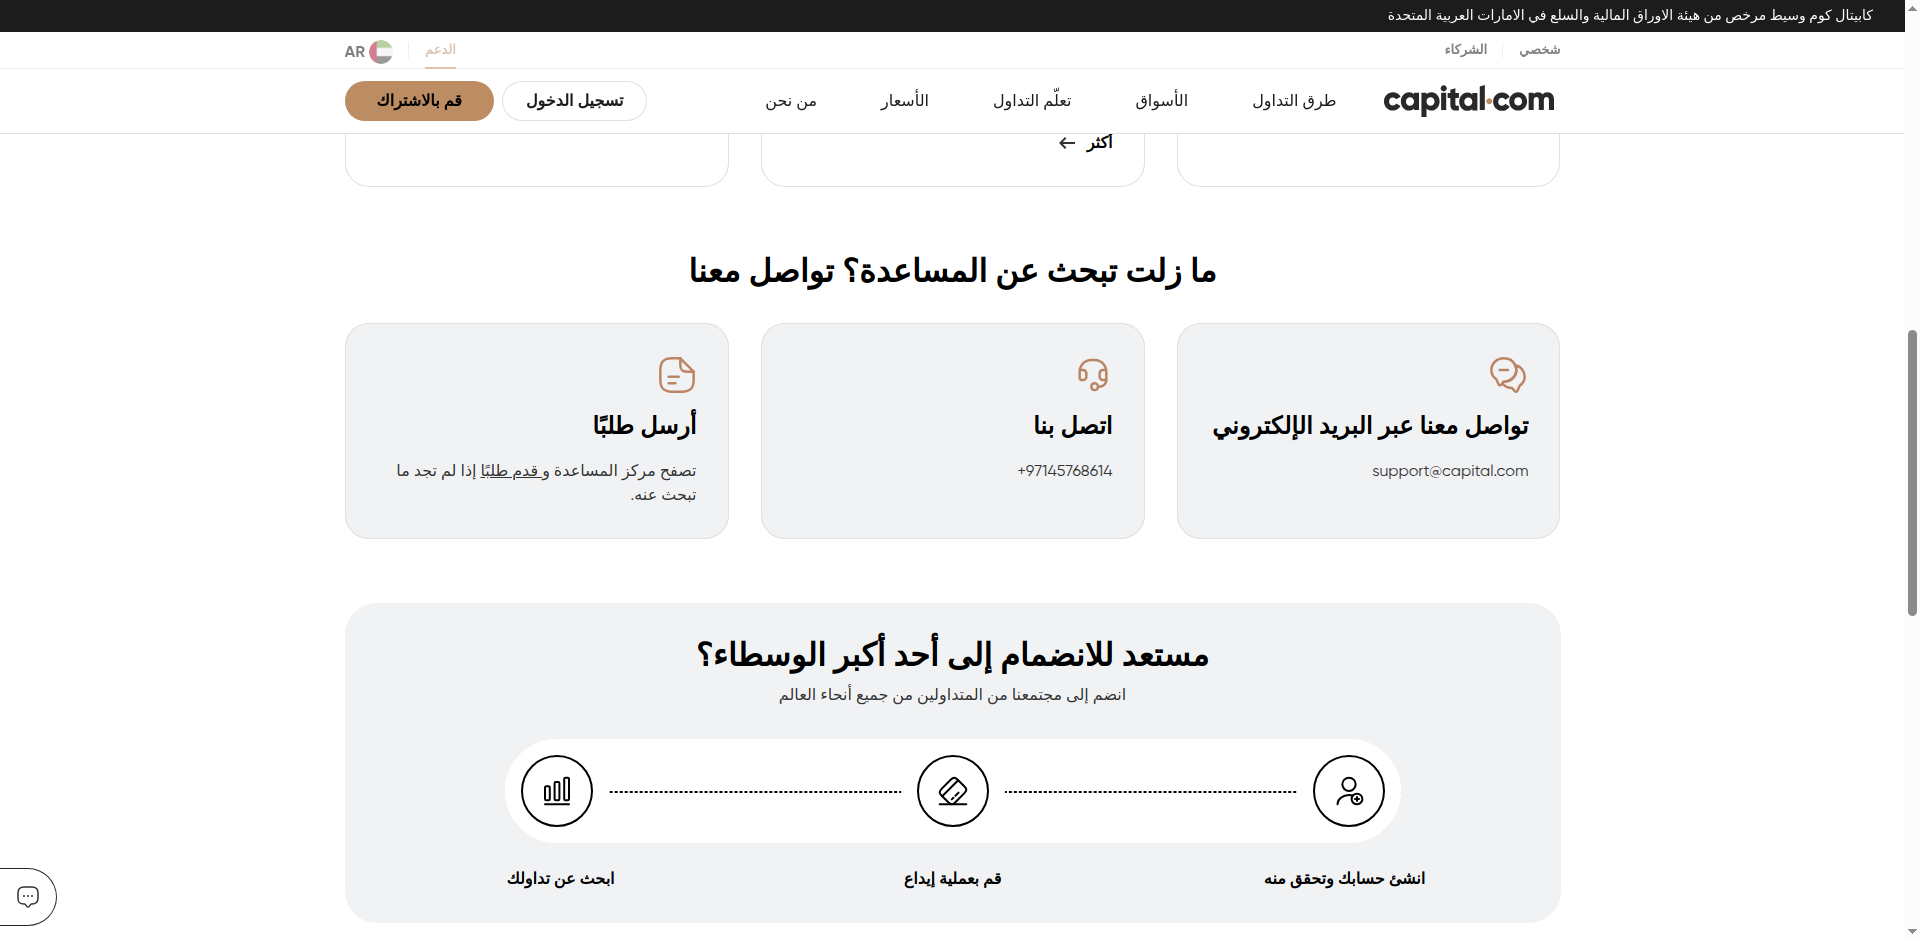 كابيتال كوم وسيط مرخص من هيئة الاوراق المالية والسلع في الامارات العربية المتحدة
شخصي
الشركاء
الدعم
AR
capital.com
طرق التداول
الأسواق
تعلّم التداول
الأسعار
من نحن
تسجيل الدخول
قم بالاشتراك
أكثر
ما زلت تبحث عن المساعدة؟ تواصل معنا
تواصل معنا عبر البريد الإلكتروني
support@capital.com
اتصل بنا
+97145768614
أرسل طلبًا
تصفح مركز المساعدة و قدم طلبًا إذا لم تجد ما
تبحث عنه.
مستعد للانضمام إلى أحد أكبر الوسطاء؟
انضم إلى مجتمعنا من المتداولين من جميع أنحاء العالم
انشئ حسابك وتحقق منه
قم بعملية إيداع
ابحث عن تداولك